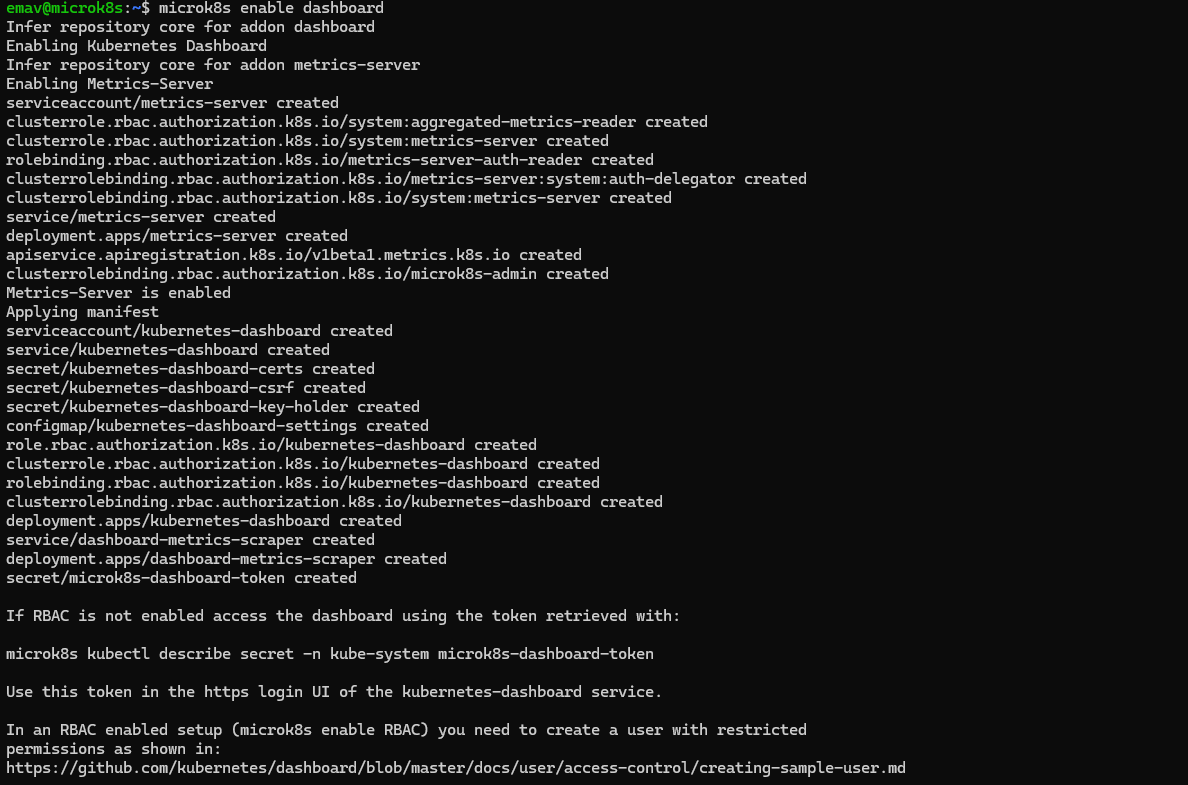 emav@microk8s:~$ microk8s enable dashboard
Infer repository core for addon dashboard
Enabling Kubernetes Dashboard
Infer repository core for addon metrics-server
Enabling Metrics-Server
serviceaccount/metrics-server created
clusterrole.rbac.authorization.k8s.io/system:aggregated-metrics-reader created
clusterrole.rbac.authorization.k8s.io/system:metrics-server created
rolebinding.rbac.authorization.k8s.io/metrics-server-auth-reader created
clusterrolebinding.rbac.authorization.k8s.io/metrics-server:system:auth-delegator created
clusterrolebinding.rbac.authorization.k8s.io/system:metrics-server created
service/metrics-server created
deployment.apps/metrics-server created
apiservice.apiregistration.k8s.io/v1beta1.metrics.k8s.io created
clusterrolebinding.rbac.authorization.k8s.io/microk8s-admin created
Metrics-Server is enabled
Applying manifest
serviceaccount/kubernetes-dashboard created
service/kubernetes-dashboard created
secret/kubernetes-dashboard-certs created
secret/kubernetes-dashboard-csrf created
secret/kubernetes-dashboard-key-holder created
configmap/kubernetes-dashboard-settings created
role.rbac.authorization.k8s.io/kubernetes-dashboard created
clusterrole.rbac.authorization.k8s.io/kubernetes-dashboard created
rolebinding.rbac.authorization.k8s.io/kubernetes-dashboard created
clusterrolebinding.rbac.authorization.k8s.io/kubernetes-dashboard created
deployment.apps/kubernetes-dashboard created
service/dashboard-metrics-scraper created
deployment.apps/dashboard-metrics-scraper created
secret/microk8s-dashboard-token created
If RBAC is not enabled access the dashboard using the token retrieved with:
microk8s kubectl describe secret -n kube-system microk8s-dashboard-token
Use this token in the https login UI of the kubernetes-dashboard service.
In an RBAC enabled setup (microk8s enable RBAC) you need to create a user with restricted
permissions as shown in:
https://github.com/kubernetes/dashboard/blob/master/docs/user/access-control/creating-sample-user.md